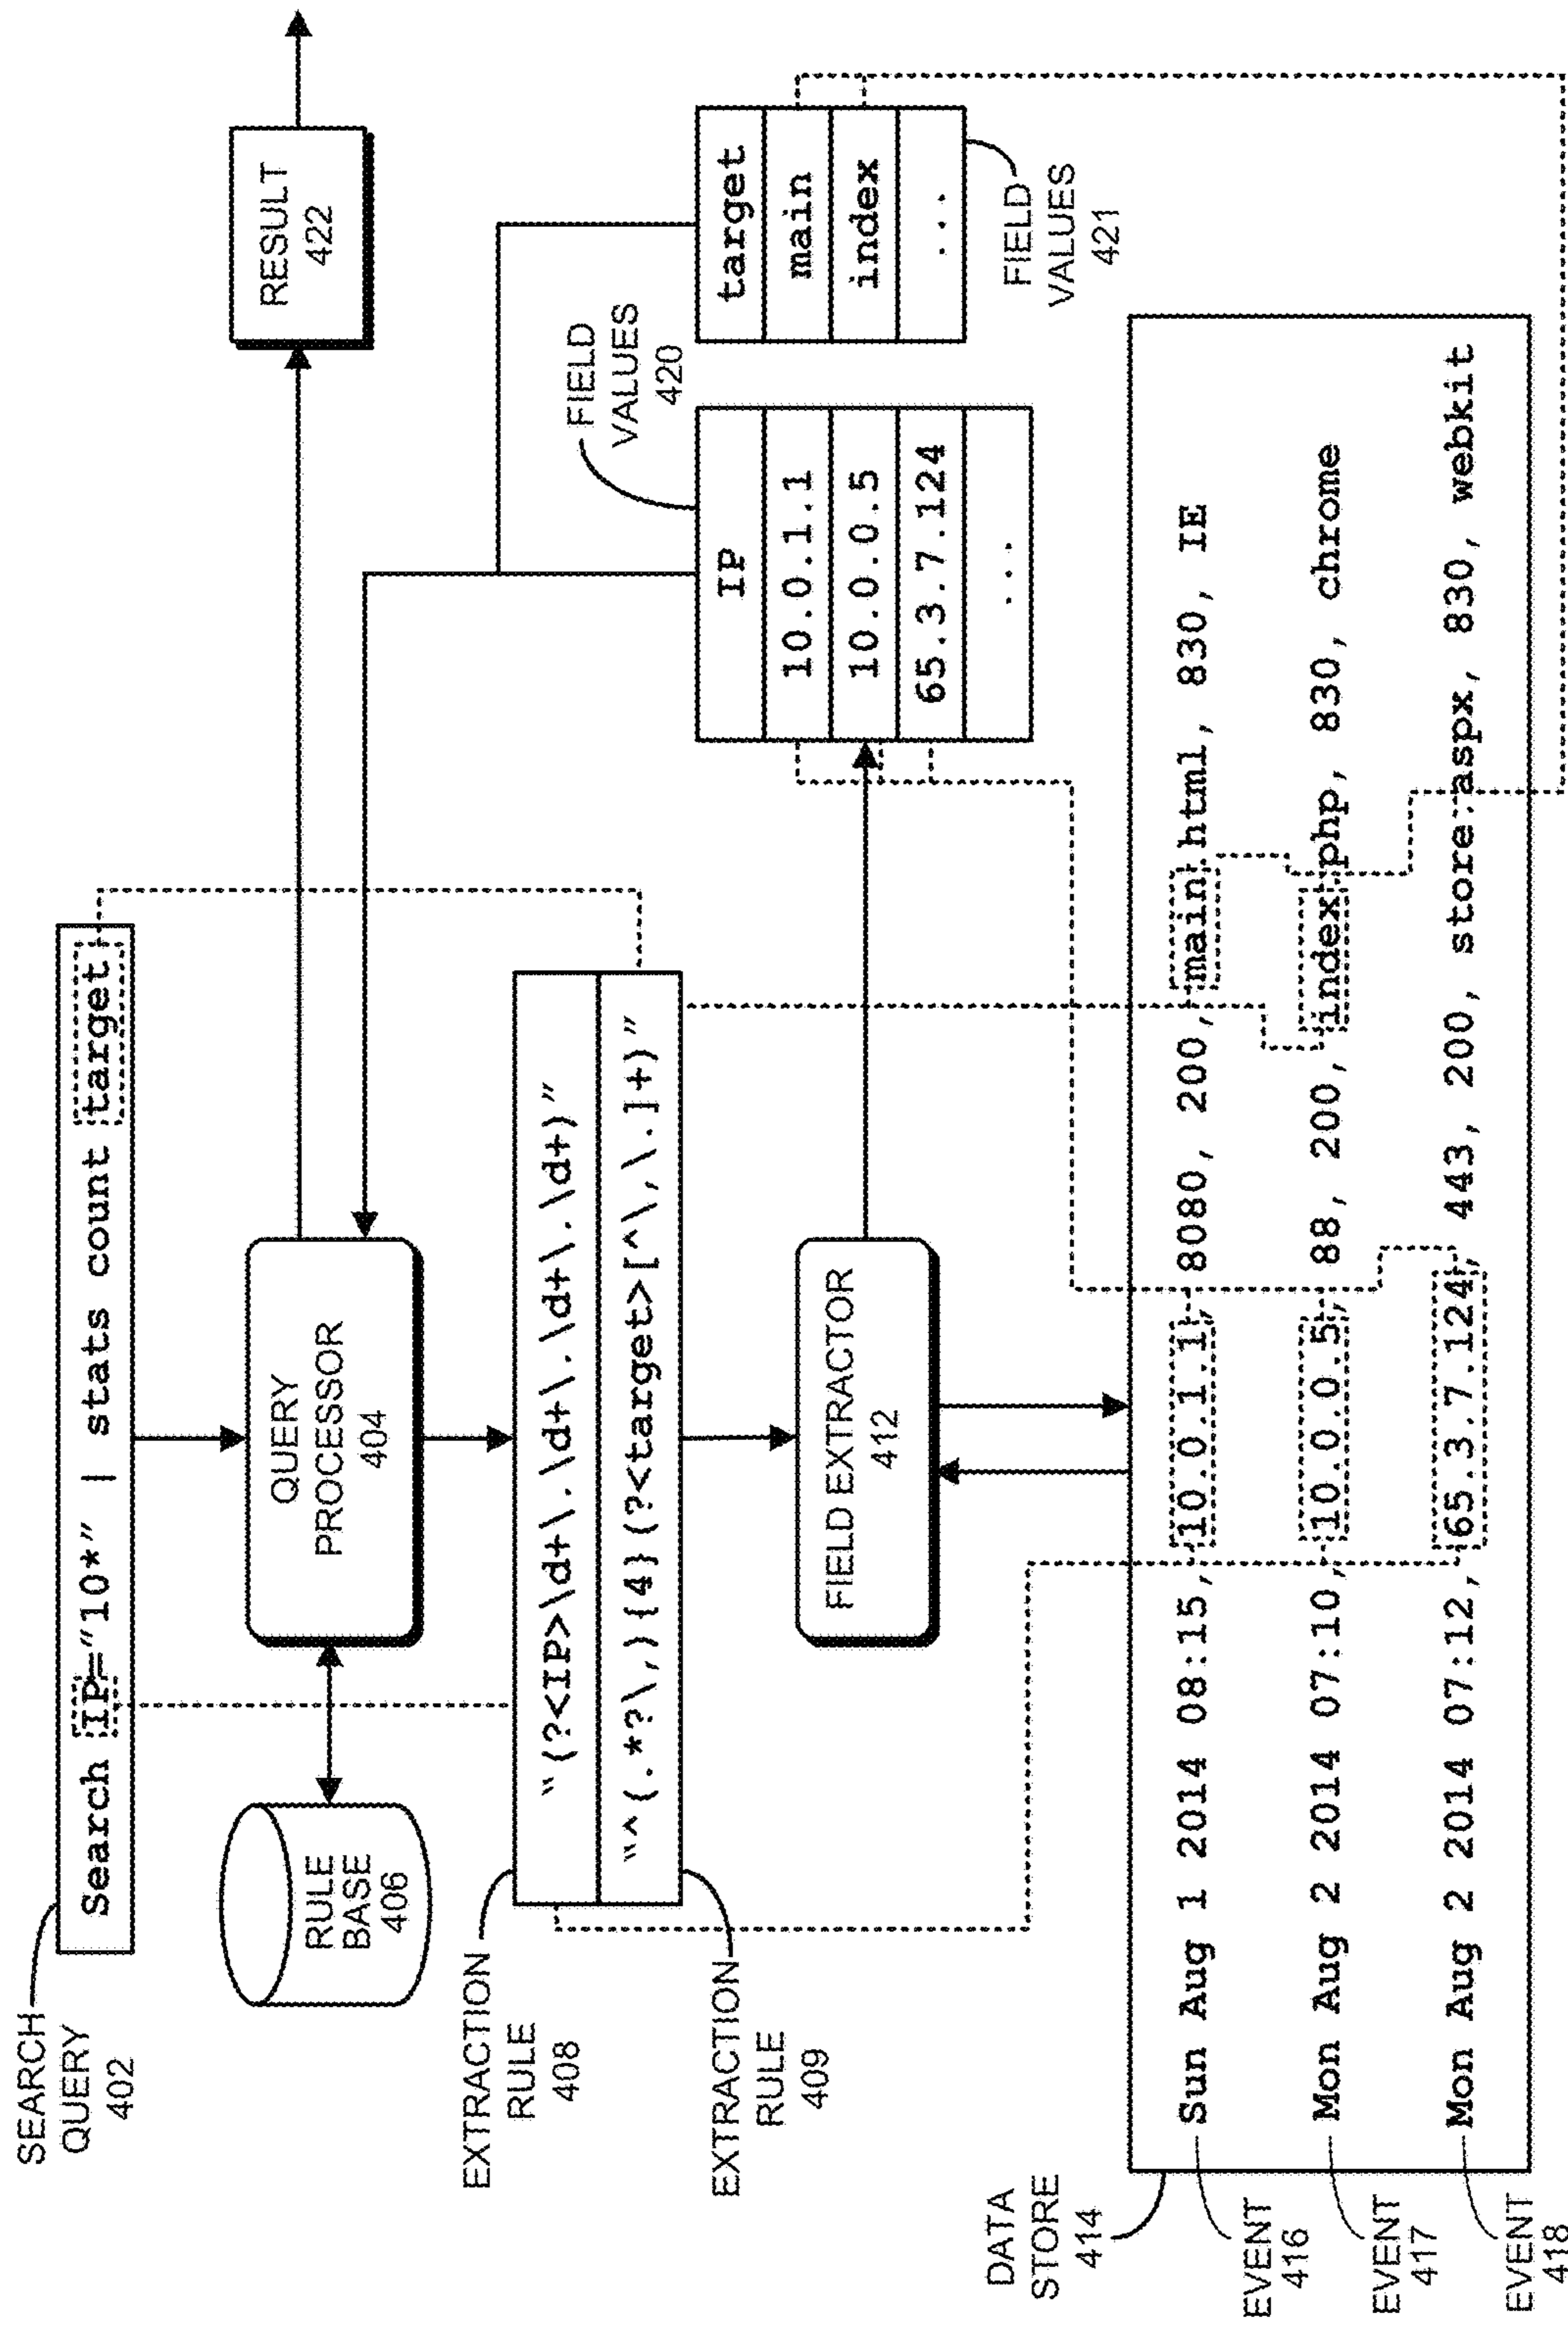 SEARCH
QUERY
402
Search IP="10*" | stats count target
RULE
BASE
406
QUERY
PROCESSOR
404
RESULT
422
EXTRACTION
RULE
408
"(?<IP>\d+\.\d+\.\d+\.\d+)"
"^(.*?\,){4}(?<target>[^\,\.]+)"
EXTRACTION
RULE
409
FIELD EXTRACTOR
412
FIELD
VALUES
420
IP
10.0.1.1
10.0.0.5
65.3.7.124
...
target
main
index
...
FIELD
VALUES
421
DATA
STORE
414
Sun Aug 1 2014 08:15, 10.0.1.1, 8080, 200, main.html, 830, IE
EVENT
416
Mon Aug 2 2014 07:10, 10.0.0.5, 88, 200, index.php, 830, chrome
EVENT
417
Mon Aug 2 2014 07:12, 65.3.7.124, 443, 200, store.aspx, 830, webkit
EVENT
418